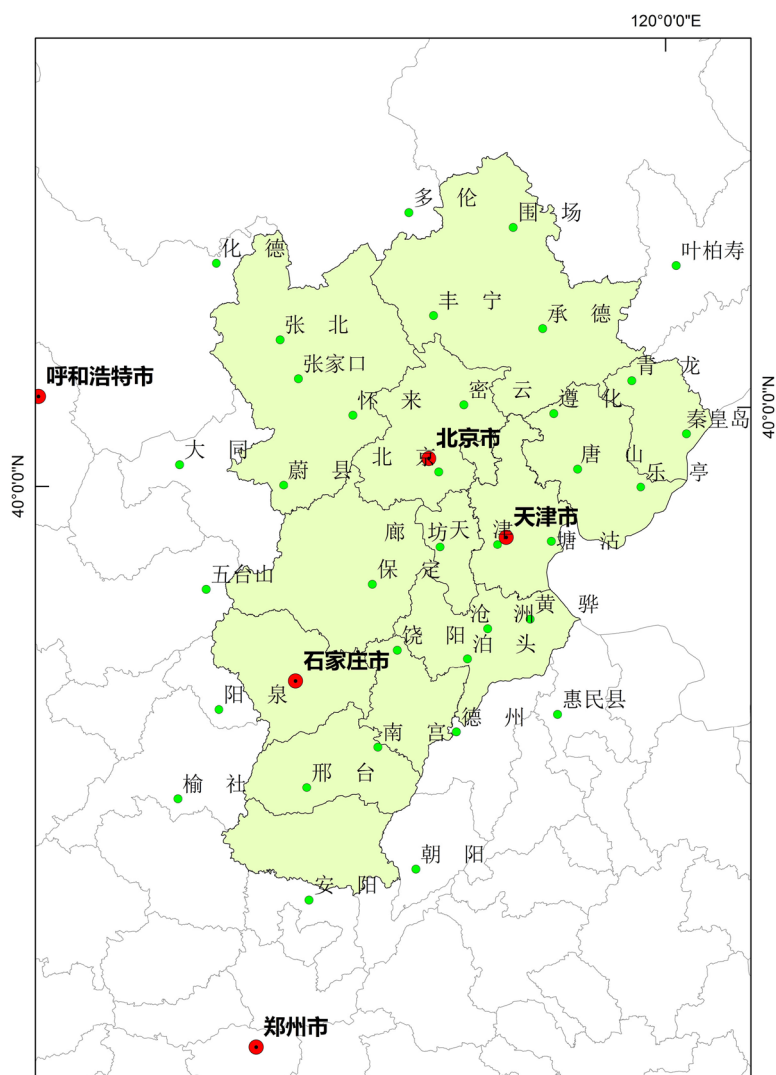 120°0'0"E
多 伦
围 场
化 德
叶柏寿
丰 宁
承 德
张 北
张家口
青 龙
呼和浩特市
怀 来
密 云
遵 化
秦皇岛
40°0'0"N
北京市
大 同
蔚 县
北 京
唐 山
乐 亭
40°0'0"N
天津市
廊 坊
天 津
塘 沽
五台山
保 定
沧 洲
黄 骅
饶 阳
泊 头
石家庄市
阳 泉
惠民县
德 州
南 宫
邢 台
榆 社
朝 阳
安 阳
郑州市